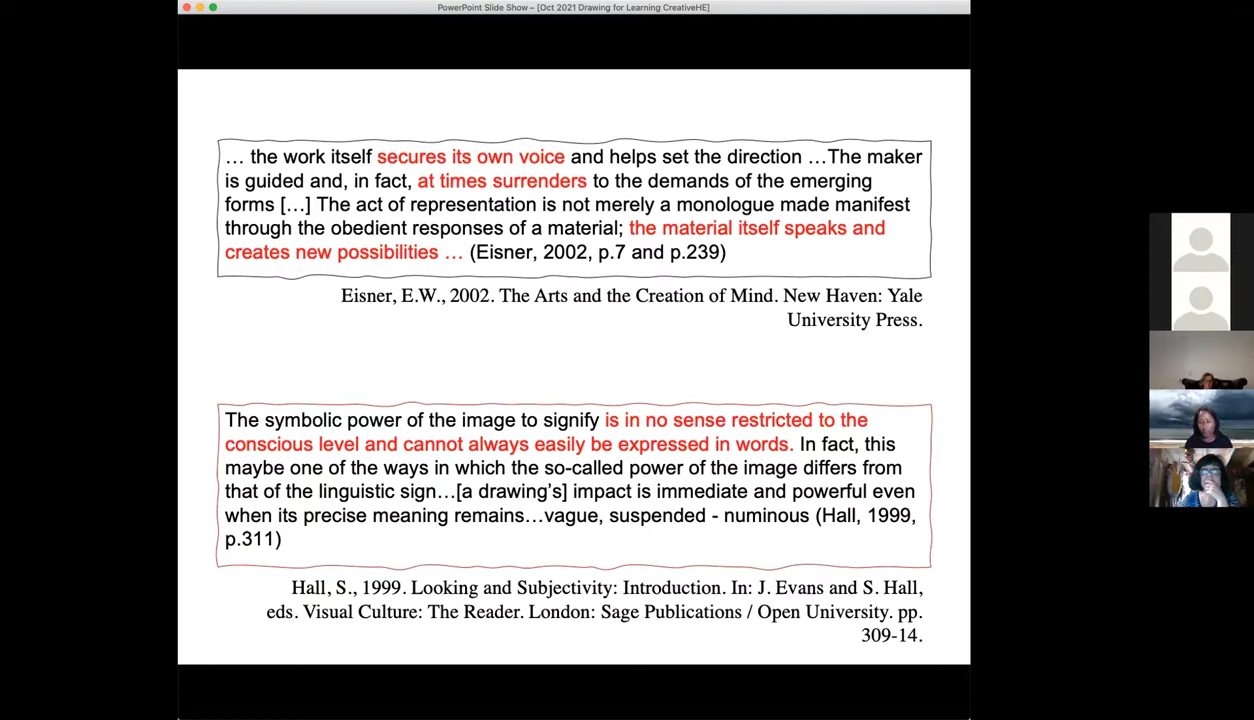 PowerPoint Slide Show – [Oct 2021 Drawing for Learning CreativeHE]
… the work itself secures its own voice and helps set the direction …The maker
is guided and, in fact, at times surrenders to the demands of the emerging
forms […] The act of representation is not merely a monologue made manifest
through the obedient responses of a material; the material itself speaks and
creates new possibilities … (Eisner, 2002, p.7 and p.239)
Eisner, E.W., 2002. The Arts and the Creation of Mind. New Haven: Yale
University Press.
The symbolic power of the image to signify is in no sense restricted to the
conscious level and cannot always easily be expressed in words. In fact, this
maybe one of the ways in which the so-called power of the image differs from
that of the linguistic sign…[a drawing’s] impact is immediate and powerful even
when its precise meaning remains…vague, suspended - numinous (Hall, 1999,
p.311)
Hall, S., 1999. Looking and Subjectivity: Introduction. In: J. Evans and S. Hall,
eds. Visual Culture: The Reader. London: Sage Publications / Open University. pp.
309-14.